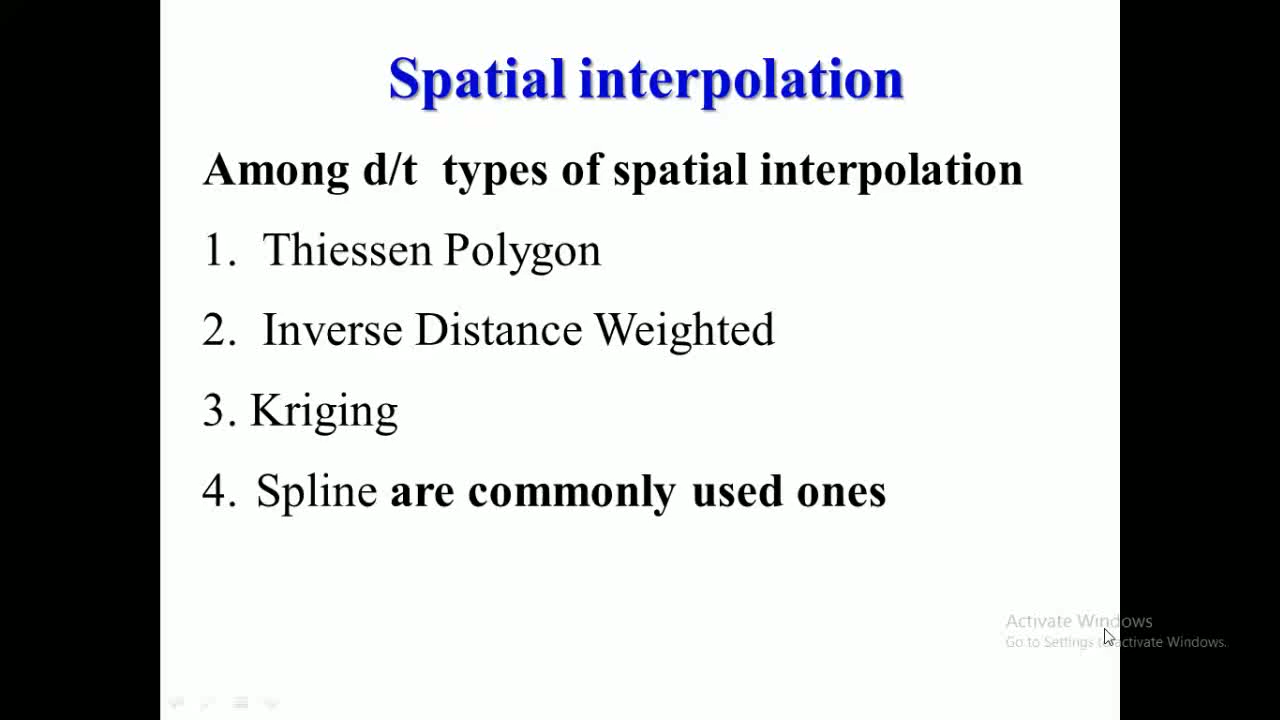 Spatial interpolation
Among d/t types of spatial interpolation
1. Thiessen Polygon
2. Inverse Distance Weighted
3. Kriging
4. Spline are commonly used ones
Activate Windows
Go to Settings to activate Windows.